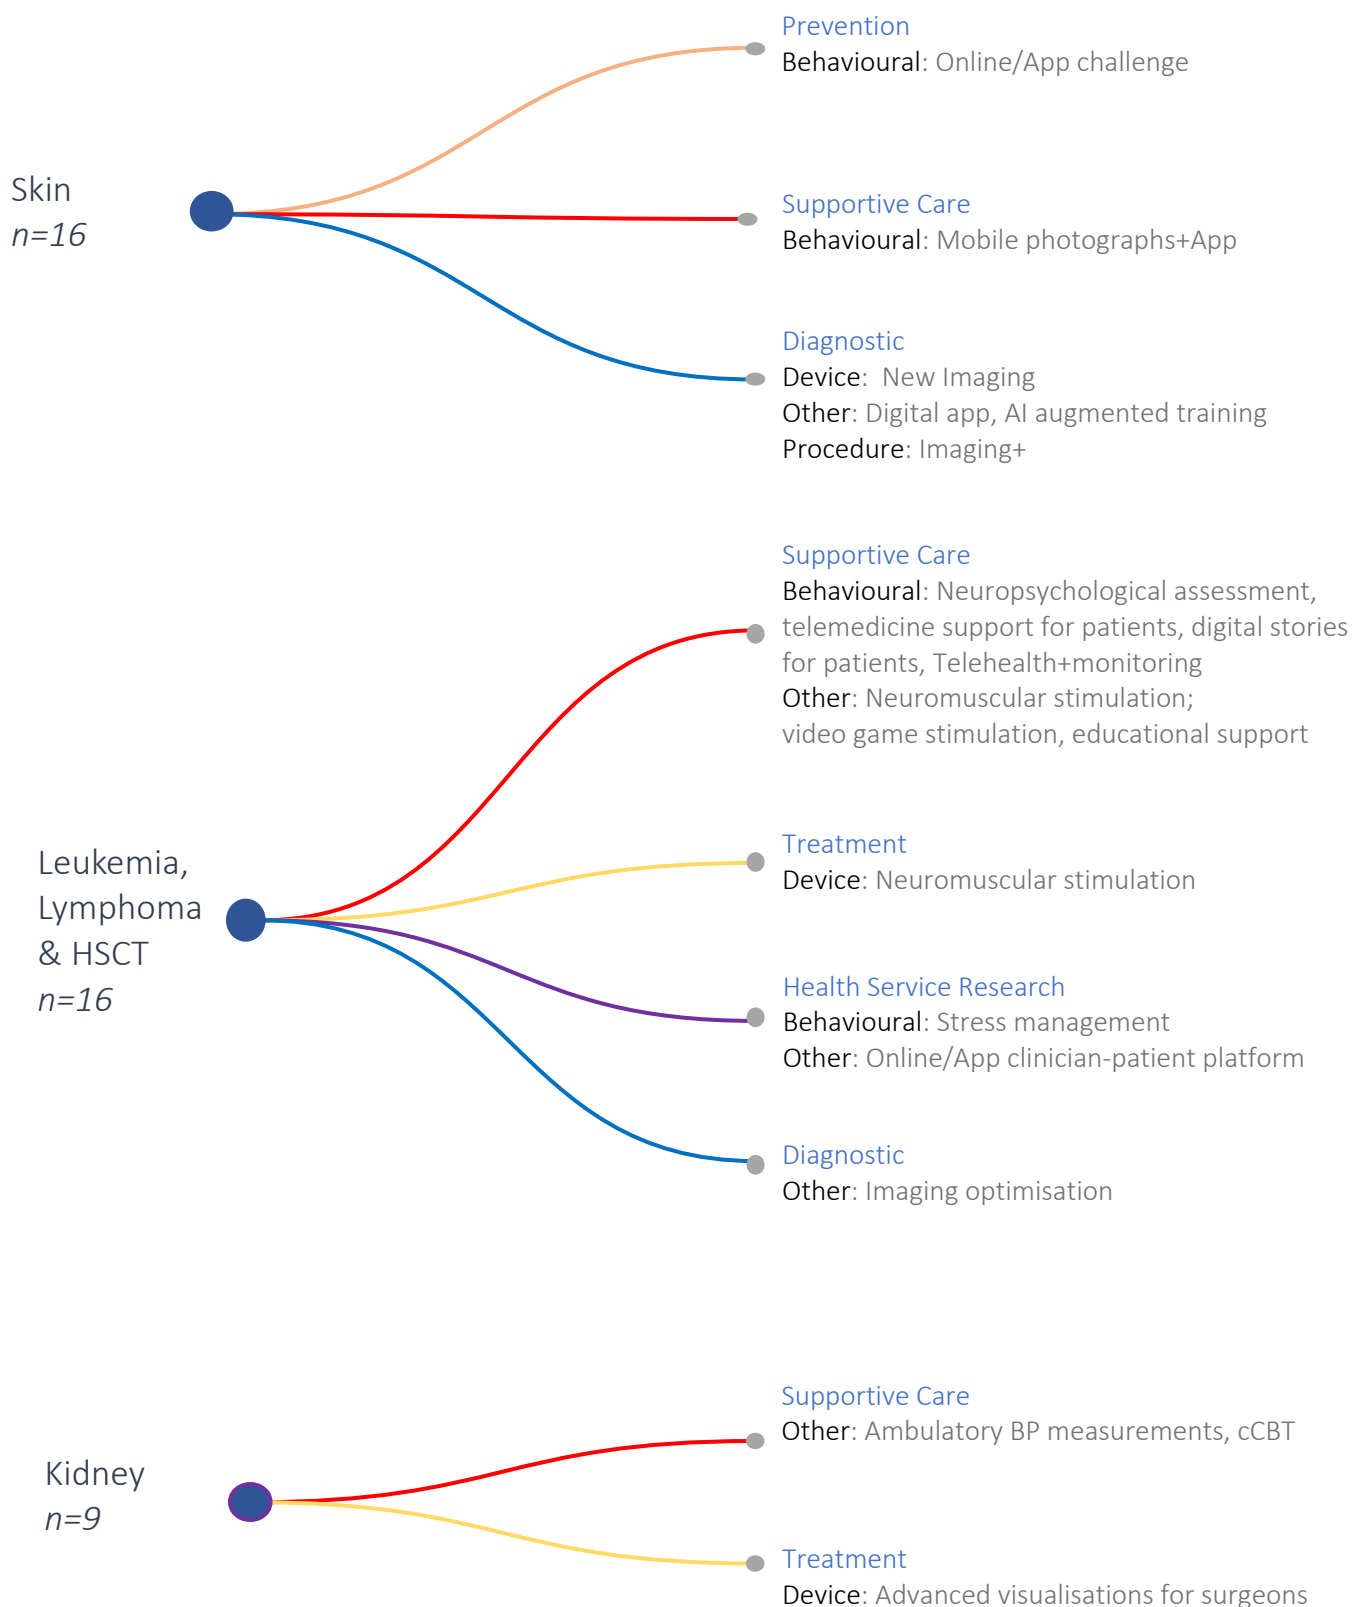 Prevention
Behavioural: Online/App challenge
Skin
n=16
Supportive Care
Behavioural: Mobile photographs+App
Diagnostic
Device:  New Imaging
Other: Digital app, AI augmented training
Procedure: Imaging+
Supportive Care
Behavioural: Neuropsychological assessment,
telemedicine support for patients, digital stories
for patients, Telehealth+monitoring
Other: Neuromuscular stimulation;
video game stimulation, educational support
Leukemia,
Lymphoma
& HSCT
n=16
Treatment
Device: Neuromuscular stimulation
Health Service Research
Behavioural: Stress management
Other: Online/App clinician-patient platform
Diagnostic
Other: Imaging optimisation
Kidney
n=9
Supportive Care
Other: Ambulatory BP measurements, cCBT
Treatment
Device: Advanced visualisations for surgeons